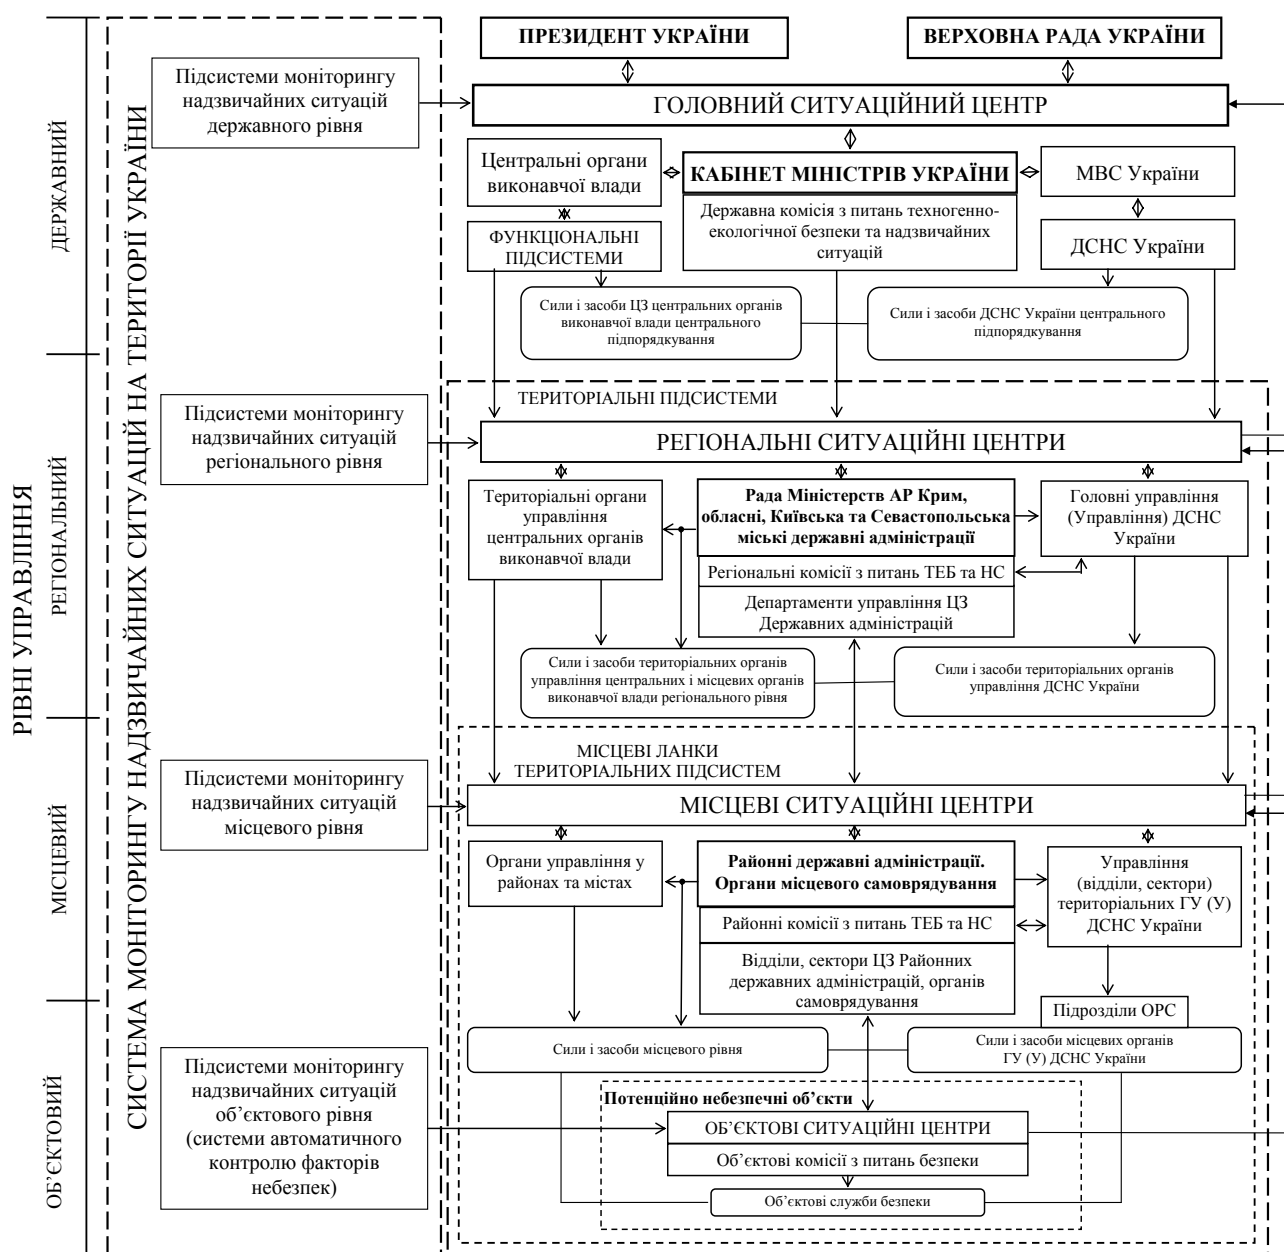 РІВНІ УПРАВЛІННЯ
ДЕРЖАВНИЙ
РЕГІОНАЛЬНИЙ
МІСЦЕВИЙ
ОБ’ЄКТОВИЙ
СИСТЕМА МОНІТОРИНГУ НАДЗВИЧАЙНИХ СИТУАЦІЙ НА ТЕРИТОРІЇ УКРАЇНИ
ПРЕЗИДЕНТ УКРАЇНИ
ВЕРХОВНА РАДА УКРАЇНИ
Підсистеми моніторингу
надзвичайних ситуацій
державного рівня
ГОЛОВНИЙ СИТУАЦІЙНИЙ ЦЕНТР
Центральні органи
виконавчої влади
КАБІНЕТ МІНІСТРІВ УКРАЇНИ
МВС України
Державна комісія з питань техногенно-
екологічної безпеки та надзвичайних
ситуацій
ФУНКЦІОНАЛЬНІ
ПІДСИСТЕМИ
ДСНС України
Сили і засоби ЦЗ центральних органів
виконавчої влади центрального
підпорядкування
Сили і засоби ДСНС України центрального
підпорядкування
ТЕРИТОРІАЛЬНІ ПІДСИСТЕМИ
Підсистеми моніторингу
надзвичайних ситуацій
регіонального рівня
РЕГІОНАЛЬНІ СИТУАЦІЙНІ ЦЕНТРИ
Територіальні органи
управління
центральних органів
виконавчої влади
Рада Міністерств АР Крим,
обласні, Київська та Севастопольська
міські державні адміністрації
Головні управління
(Управління) ДСНС
України
Регіональні комісії з питань ТЕБ та НС
Департаменти управління ЦЗ
Державних адміністрацій
Сили і засоби територіальних органів
управління центральних і місцевих органів
виконавчої влади регіонального рівня
Сили і засоби територіальних органів
управління ДСНС України
МІСЦЕВІ ЛАНКИ
ТЕРИТОРІАЛЬНИХ ПІДСИСТЕМ
Підсистеми моніторингу
надзвичайних ситуацій
місцевого рівня
МІСЦЕВІ СИТУАЦІЙНІ ЦЕНТРИ
Органи управління у
районах та містах
Районні державні адміністрації.
Органи місцевого самоврядування
Управління
(відділи, сектори)
територіальних ГУ (У)
ДСНС України
Районні комісії з питань ТЕБ та НС
Відділи, сектори ЦЗ Районних
державних адміністрацій, органів
самоврядування
Підрозділи ОРС
Сили і засоби місцевого рівня
Сили і засоби місцевих органів
ГУ (У) ДСНС України
Підсистеми моніторингу
надзвичайних ситуацій
об’єктового рівня
(системи автоматичного
контролю факторів
небезпек)
Потенційно небезпечні об’єкти
ОБ’ЄКТОВІ СИТУАЦІЙНІ ЦЕНТРИ
Об’єктові комісії з питань безпеки
Об’єктові служби безпеки